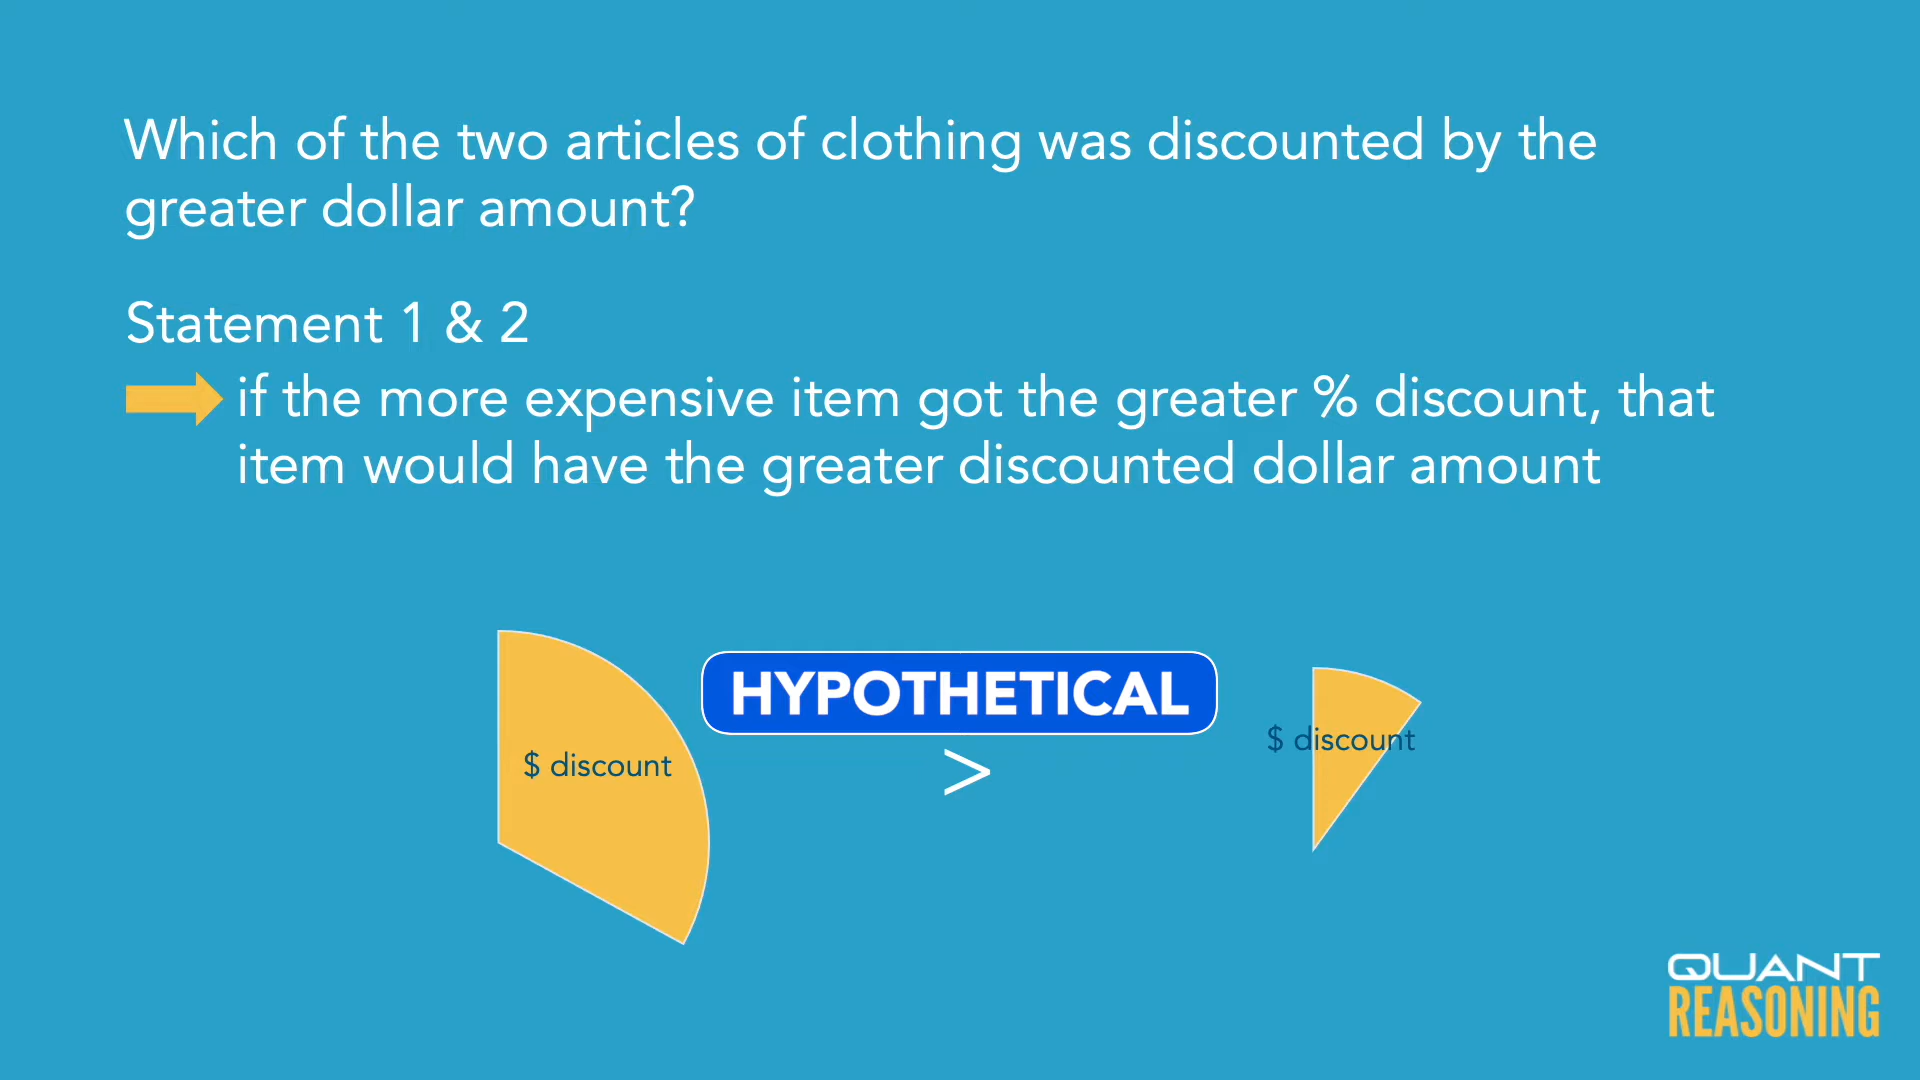 Which of the two articles of clothing was discounted by the
greater dollar amount?
Statement 1 & 2
if the more expensive item got the greater % discount, that
item would have the greater discounted dollar amount
HYPOTHETICAL
$ discount
>
$ discount
QUANT
REASONING